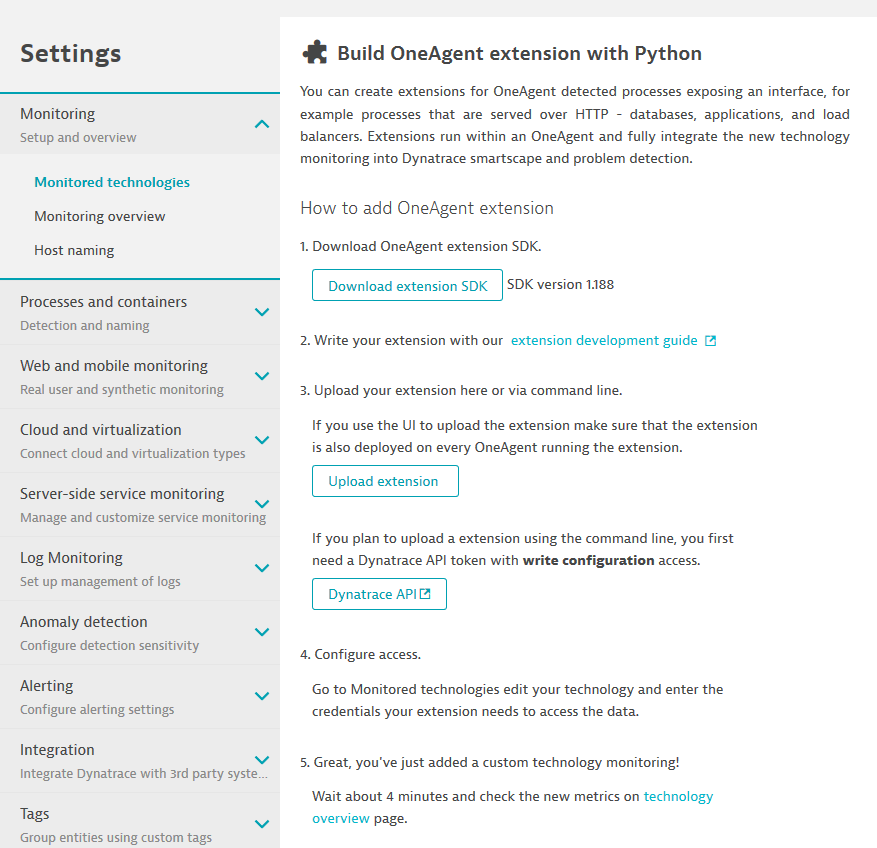 Settings
Monitoring
Setup and overview
Monitored technologies
Monitoring overview
Host naming
Processes and containers
Detection and naming
Web and mobile monitoring
Real user and synthetic monitoring
Cloud and virtualization
Connect cloud and virtualization types
Server-side service monitoring
Manage and customize service monitoring
Log Monitoring
Set up management of logs
Anomaly detection
Configure detection sensitivity
Alerting
Configure alerting settings
Integration
Integrate Dynatrace with 3rd party syste...
Tags
Group entities using custom tags
Build OneAgent extension with Python
You can create extensions for OneAgent detected processes exposing an interface, for
example processes that are served over HTTP - databases, applications, and load
balancers. Extensions run within an OneAgent and fully integrate the new technology
monitoring into Dynatrace smartscape and problem detection.
How to add OneAgent extension
1. Download OneAgent extension SDK.
Download extension SDK SDK version 1.188
2. Write your extension with our extension development guide
3. Upload your extension here or via command line.
If you use the UI to upload the extension make sure that the extension
is also deployed on every OneAgent running the extension.
Upload extension
If you plan to upload a extension using the command line, you first
need a Dynatrace API token with write configuration access.
Dynatrace API
4. Configure access.
Go to Monitored technologies edit your technology and enter the
credentials your extension needs to access the data.
5. Great, you've just added a custom technology monitoring!
Wait about 4 minutes and check the new metrics on technology
overview page.